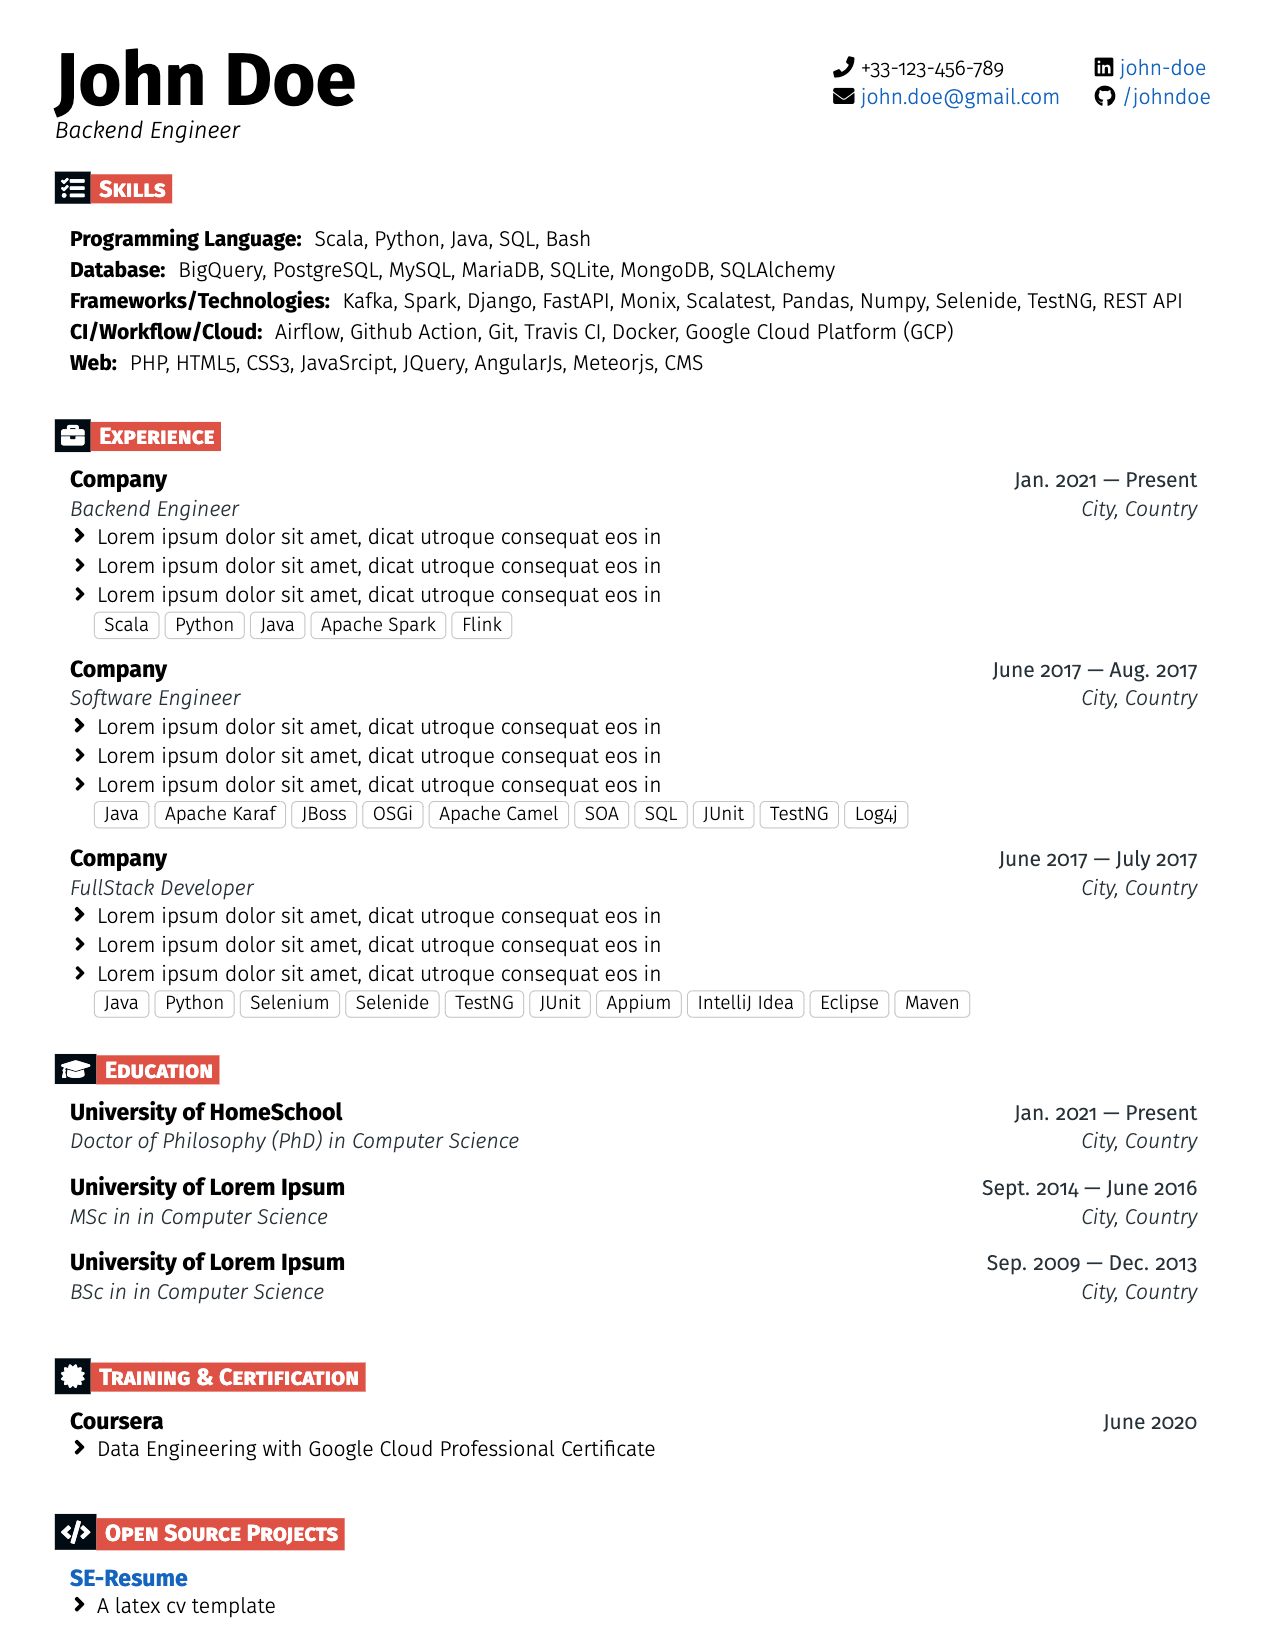 John Doe
Backend Engineer
+33-123-456-789
john-doe
john.doe@gmail.com
/johndoe
Skills
Programming Language: Scala, Python, Java, SQL, Bash
Database: BigQuery, PostgreSQL, MySQL, MariaDB, SQLite, MongoDB, SQLAlchemy
Frameworks/Technologies: Kafka, Spark, Django, FastAPI, Monix, Scalatest, Pandas, Numpy, Selenide, TestNG, REST API
CI/Workflow/Cloud: Airflow, Github Action, Git, Travis CI, Docker, Google Cloud Platform (GCP)
Web: PHP, HTML5, CSS3, JavaSrcipt, JQuery, AngularJs, Meteorjs, CMS
Experience
Company Jan. 2021 — Present
Backend Engineer City, Country
Lorem ipsum dolor sit amet, dicat utroque consequat eos in
Lorem ipsum dolor sit amet, dicat utroque consequat eos in
Lorem ipsum dolor sit amet, dicat utroque consequat eos in
Scala Python Java Apache Spark Flink
Company June 2017 — Aug. 2017
Software Engineer City, Country
Lorem ipsum dolor sit amet, dicat utroque consequat eos in
Lorem ipsum dolor sit amet, dicat utroque consequat eos in
Lorem ipsum dolor sit amet, dicat utroque consequat eos in
Java Apache Karaf JBoss OSGi Apache Camel SOA SQL JUnit TestNG Log4j
Company June 2017 — July 2017
FullStack Developer City, Country
Lorem ipsum dolor sit amet, dicat utroque consequat eos in
Lorem ipsum dolor sit amet, dicat utroque consequat eos in
Lorem ipsum dolor sit amet, dicat utroque consequat eos in
Java Python Selenium Selenide TestNG JUnit Appium IntelliJ Idea Eclipse Maven
Education
University of HomeSchool Jan. 2021 — Present
Doctor of Philosophy (PhD) in Computer Science City, Country
University of Lorem Ipsum Sept. 2014 — June 2016
MSc in in Computer Science City, Country
University of Lorem Ipsum Sep. 2009 — Dec. 2013
BSc in in Computer Science City, Country
Training & Certification
Coursera June 2020
Data Engineering with Google Cloud Professional Certificate
Open Source Projects
SE-Resume
A latex cv template